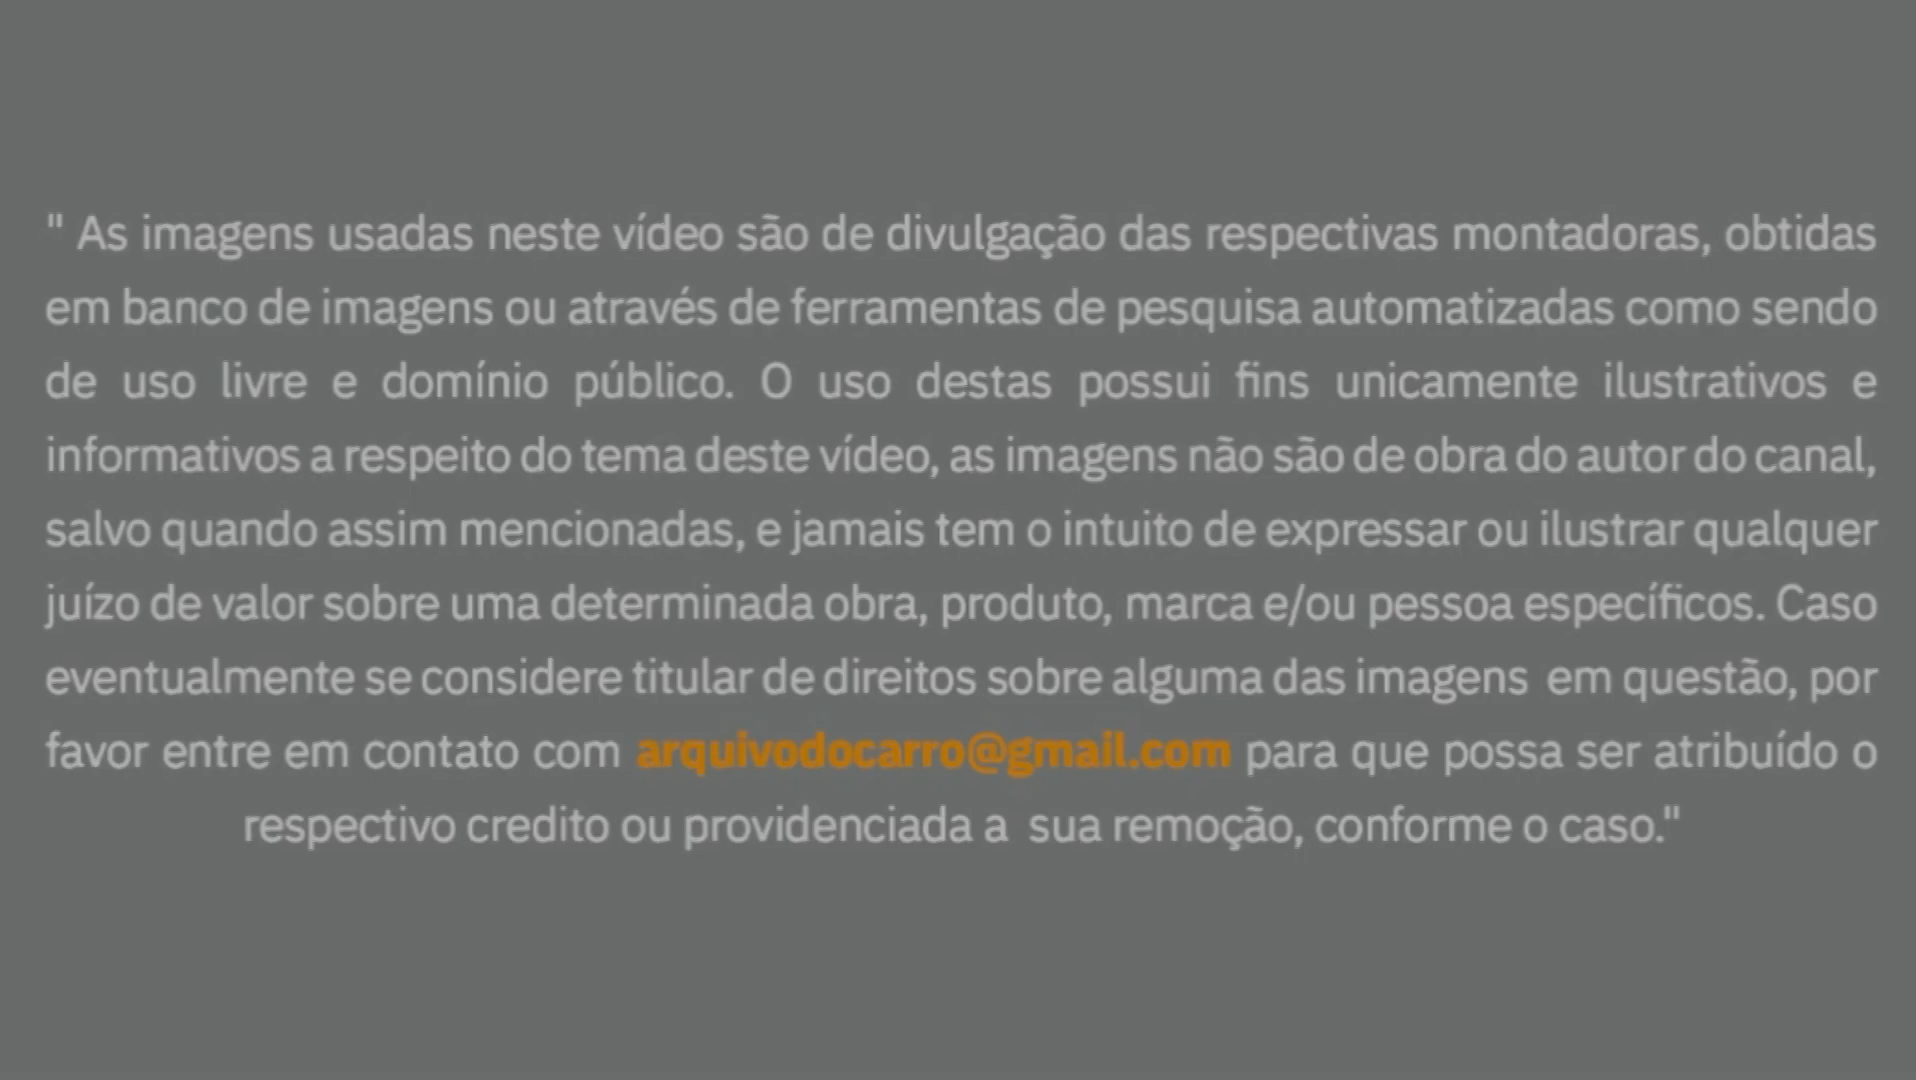 " As imagens usadas neste vídeo são de divulgação das respectivas montadoras, obtidas
em banco de imagens ou através de ferramentas de pesquisa automatizadas como sendo
de uso livre e domínio público. O uso destas possui fins unicamente ilustrativos e
informativos a respeito do tema deste vídeo, as imagens não são de obra do autor do canal,
salvo quando assim mencionadas, e jamais tem o intuito de expressar ou ilustrar qualquer
juízo de valor sobre uma determinada obra, produto, marca e/ou pessoa específicos. Caso
eventualmente se considere titular de direitos sobre alguma das imagens em questão, por
favor entre em contato com arquivodocarro@gmail.com para que possa ser atribuído o
respectivo credito ou providenciada a sua remoção, conforme o caso."